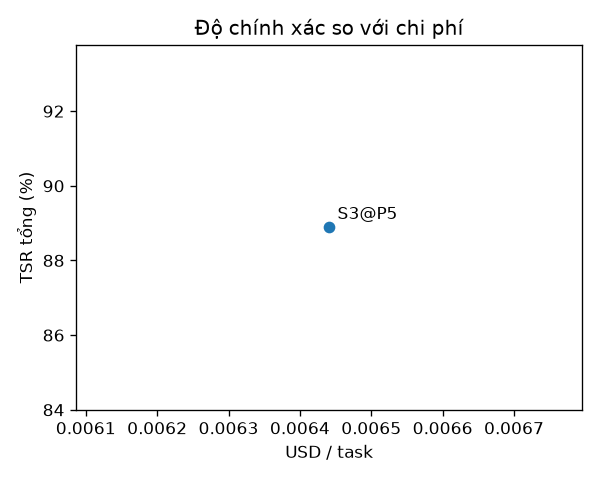 Độ chính xác so với chi phí
TSR tổng (%)
92
90
88
86
84
S3@P5
0.0061 0.0062 0.0063 0.0064 0.0065 0.0066 0.0067
USD / task